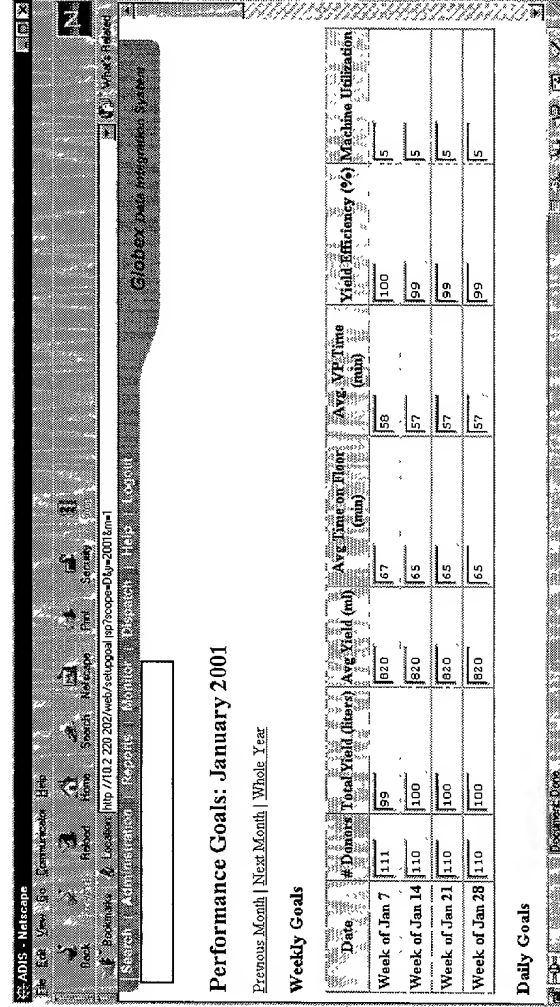 ADIS - Netscape
File Edit View Go Communicator Help
Back Reload Home Search Netscape Print Security
Bookmarks Location: http //10.2 220 202/web/setupgoal jsp?scope=0&y=2001&m=1 What's Related
Search Administration Reports Monitor Dispatch Help Logout
Globex Data Integration System
Performance Goals: January 2001
Previous Month | Next Month | Whole Year
Weekly Goals
Date # Donors Total Yield (liters) Avg Yield (ml) Avg Time on Floor (min) Avg. VP Time (min) Yield Efficiency (%) Machine Utilization
Week of Jan 7 111 99 820 67 58 100 5
Week of Jan 14 110 100 820 65 57 99 5
Week of Jan 21 110 100 820 65 57 99 5
Week of Jan 28 110 100 820 65 57 99 5
Daily Goals
Document Done